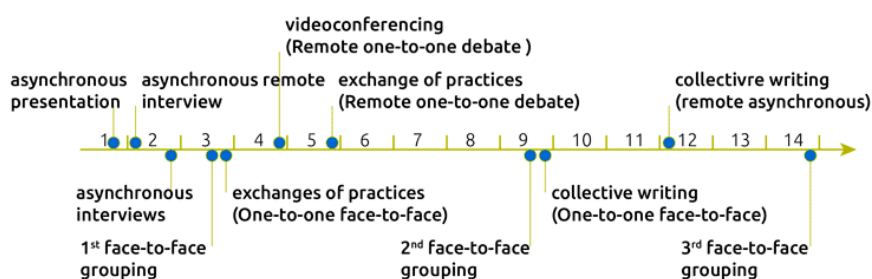 videoconferencing
(Remote one-to-one debate )
asynchronous
presentation
asynchronous remote
interview
exchange of practices
(Remote one-to-one debate)
collectivre writing
(remote asynchronous)
1 2 3 4 5 6 7 8 9 10 11 12 13 14
asynchronous
interviews
exchanges of practices
(One-to-one face-to-face)
collective writing
(One-to-one face-to-face)
1st face-to-face
grouping
2nd face-to-face
grouping
3rd face-to-face
grouping